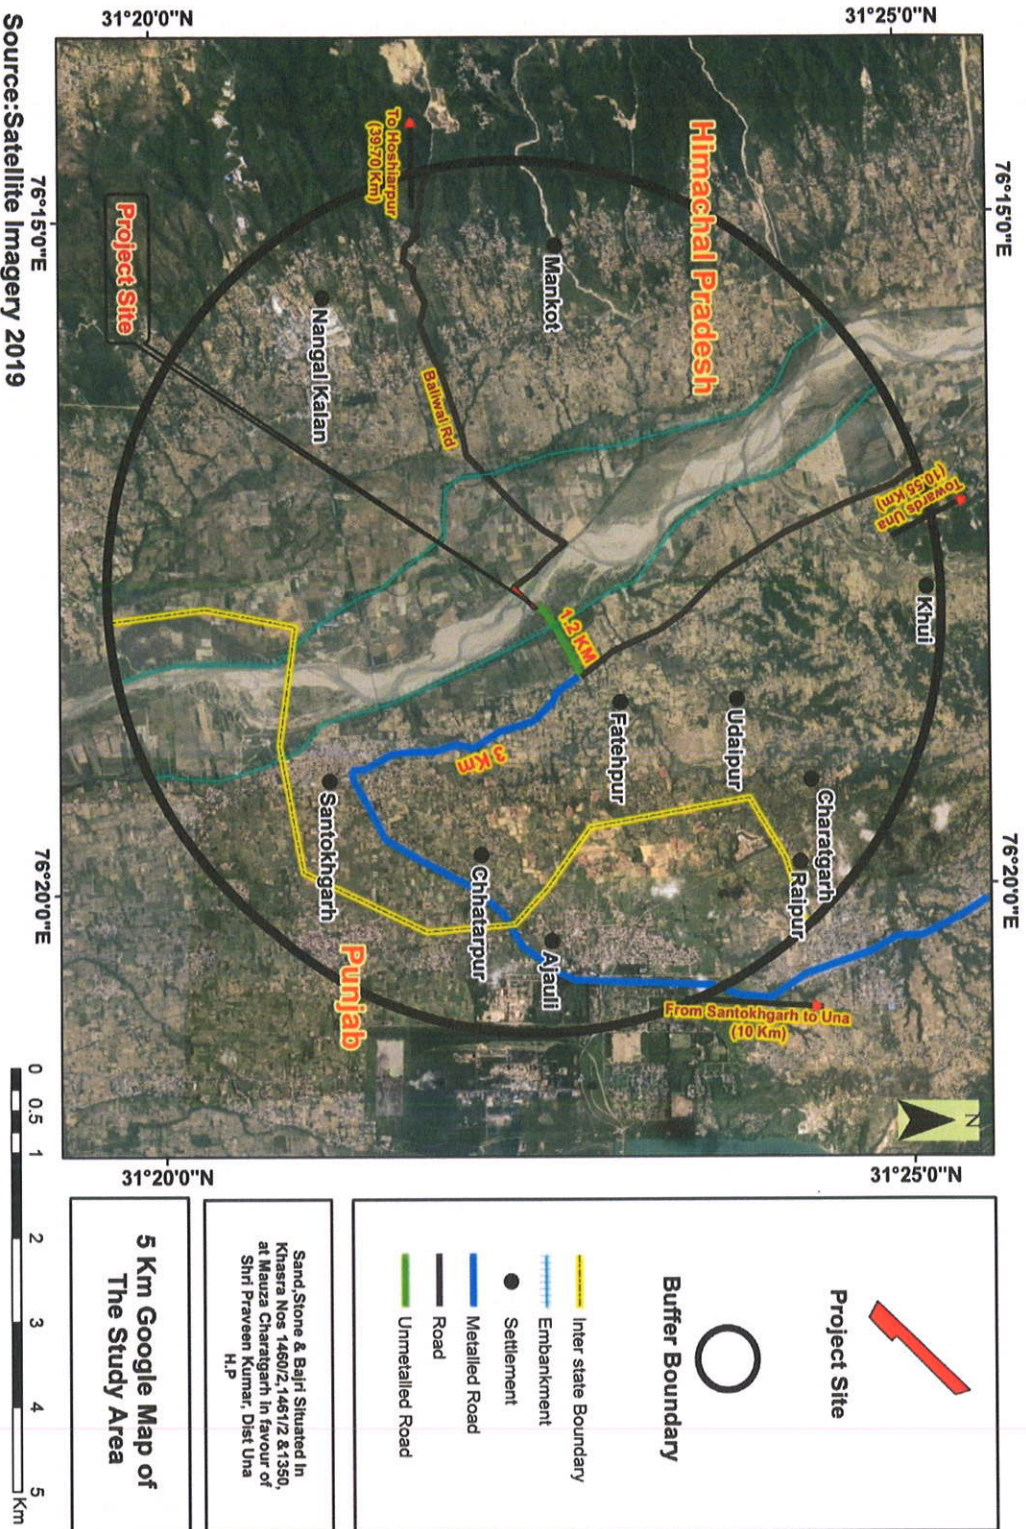 76°15'0"E
76°20'0"E
31°25'0"N
31°25'0"N
N
Khui
Towards Una
(10.55 Km)
Charatgarh
Raipur
Udaipur
From Santokhgarh to Una
(10 Km)
Himachal Pradesh
Fatehpur
1.2 KM
Mankot
Ajauli
3 Km
Chhatarpur
Baliwal Rd
To Hoshiarpur
(39.70 Km)
Nangal Kalan
Santokhgarh
Punjab
Project Site
31°20'0"N
31°20'0"N
76°15'0"E
76°20'0"E
Source:Satellite Imagery 2019
0 0.5 1 2 3 4 5
Km
Project Site
Buffer Boundary
Inter state Boundary
Embankment
Settlement
Metalled Road
Road
Unmetalled Road
Sand,Stone & Bajri Situated In
Khasra Nos 1460/2,1461/2 &1350,
at Mauza Charatgarh in favour of
Shri Praveen Kumar, Dist Una
H.P
5 Km Google Map of
The Study Area